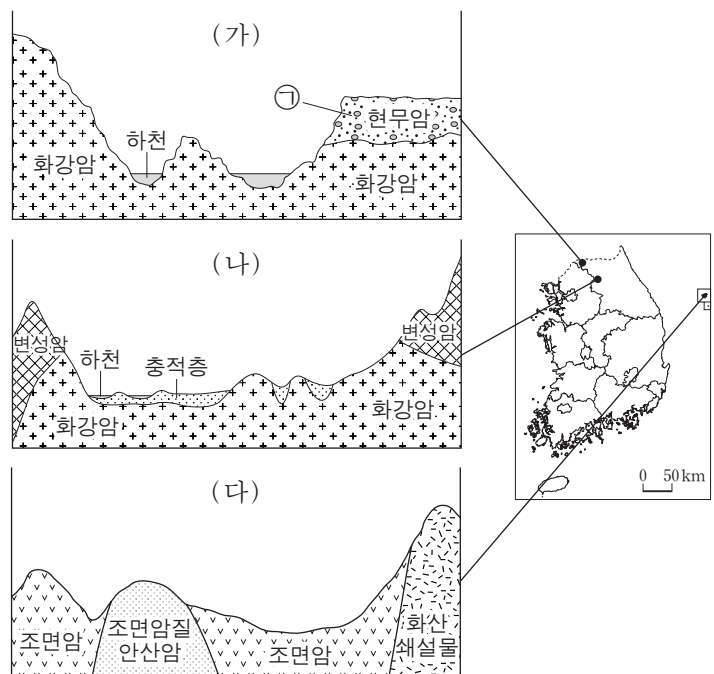 (가)
㉠
현무암
하천
화강암
화강암
(나)
변성암
변성암
하천
충적층
화강암
화강암
0 50km
(다)
조면암
조면암질
안산암
조면암
화산
쇄설물